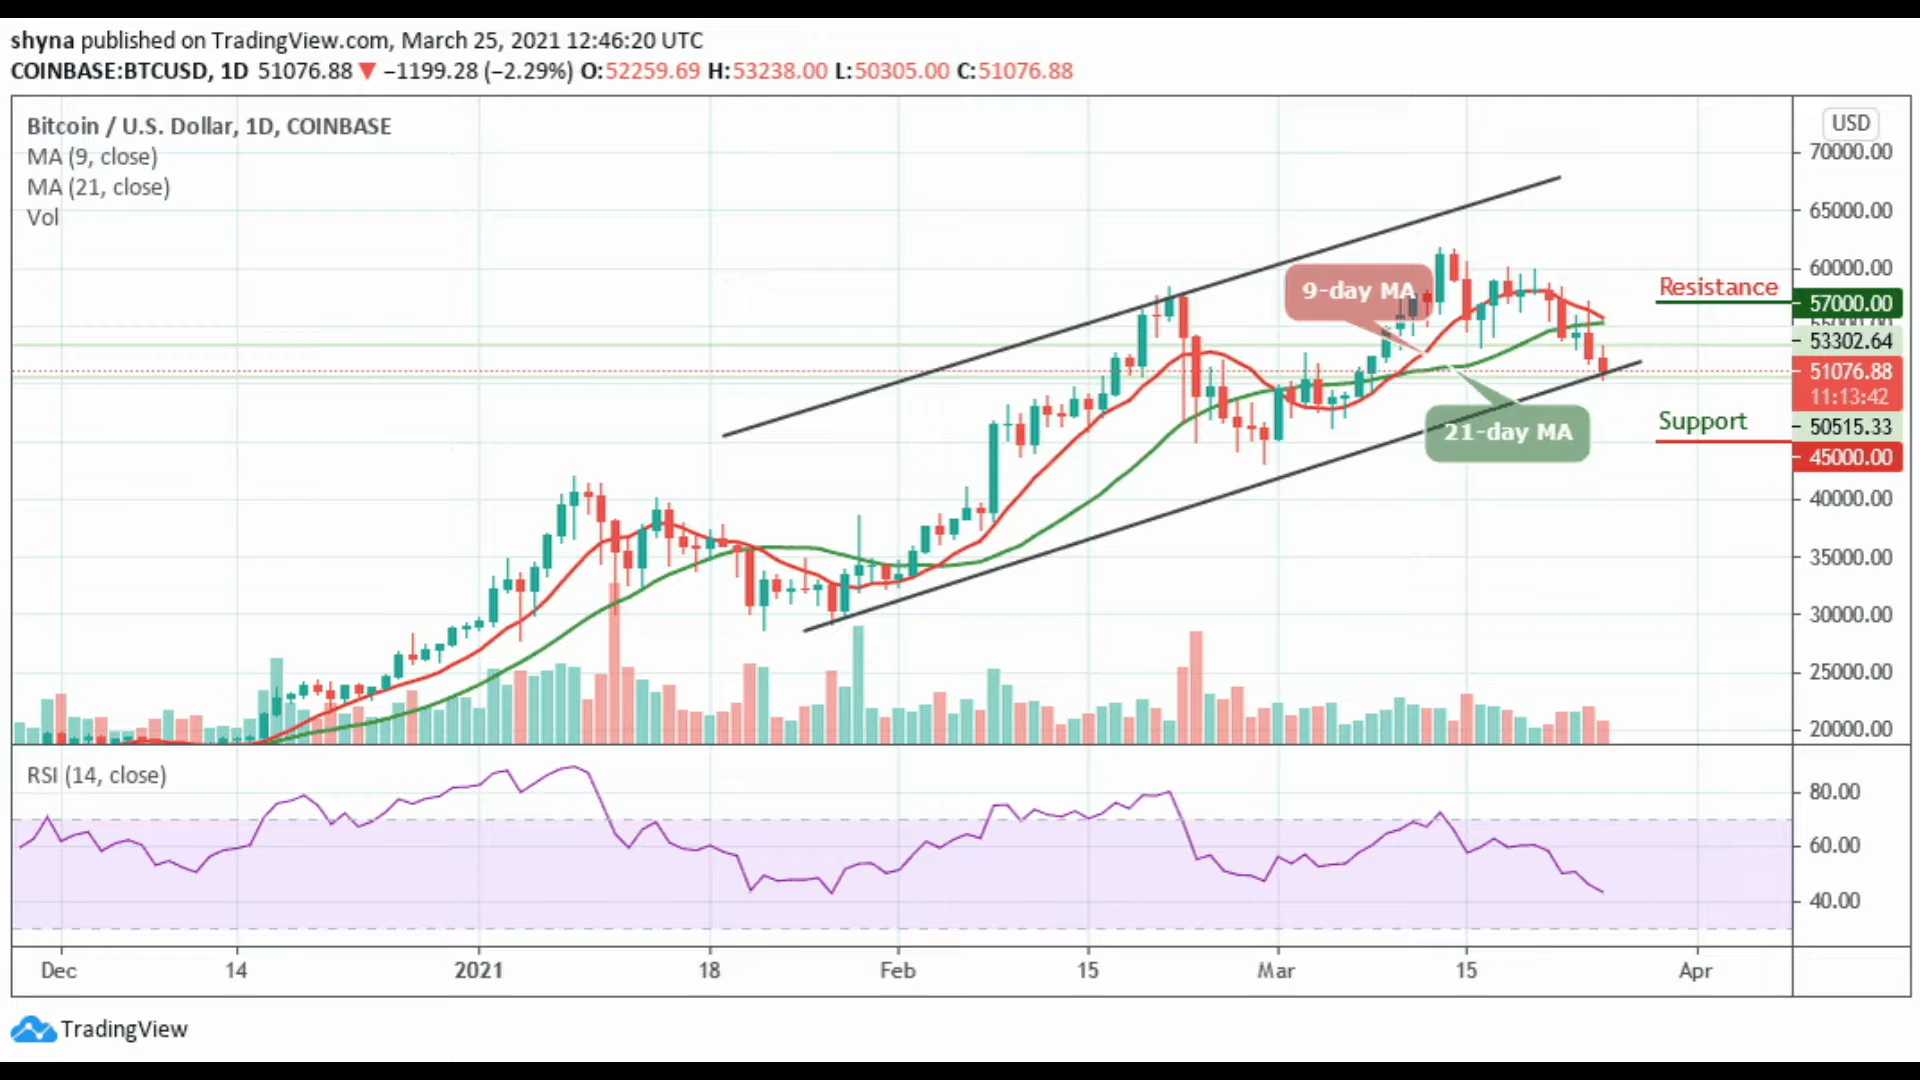 shyna published on TradingView.com, March 25, 2021 12:46:20 UTC
COINBASE:BTCUSD, 1D 51076.88 ▼ −1199.28 (−2.29%) O:52259.69 H:53238.00 L:50305.00 C:51076.88
Bitcoin / U.S. Dollar, 1D, COINBASE
MA (9, close)
MA (21, close)
Vol
USD
70000.00
65000.00
60000.00
Resistance
57000.00
55000.00
53302.64
51076.88
11:13:42
50515.33
Support
45000.00
40000.00
35000.00
30000.00
25000.00
20000.00
9-day MA
21-day MA
RSI (14, close)
80.00
60.00
40.00
Dec 14 2021 18 Feb 15 Mar 15 Apr
TradingView